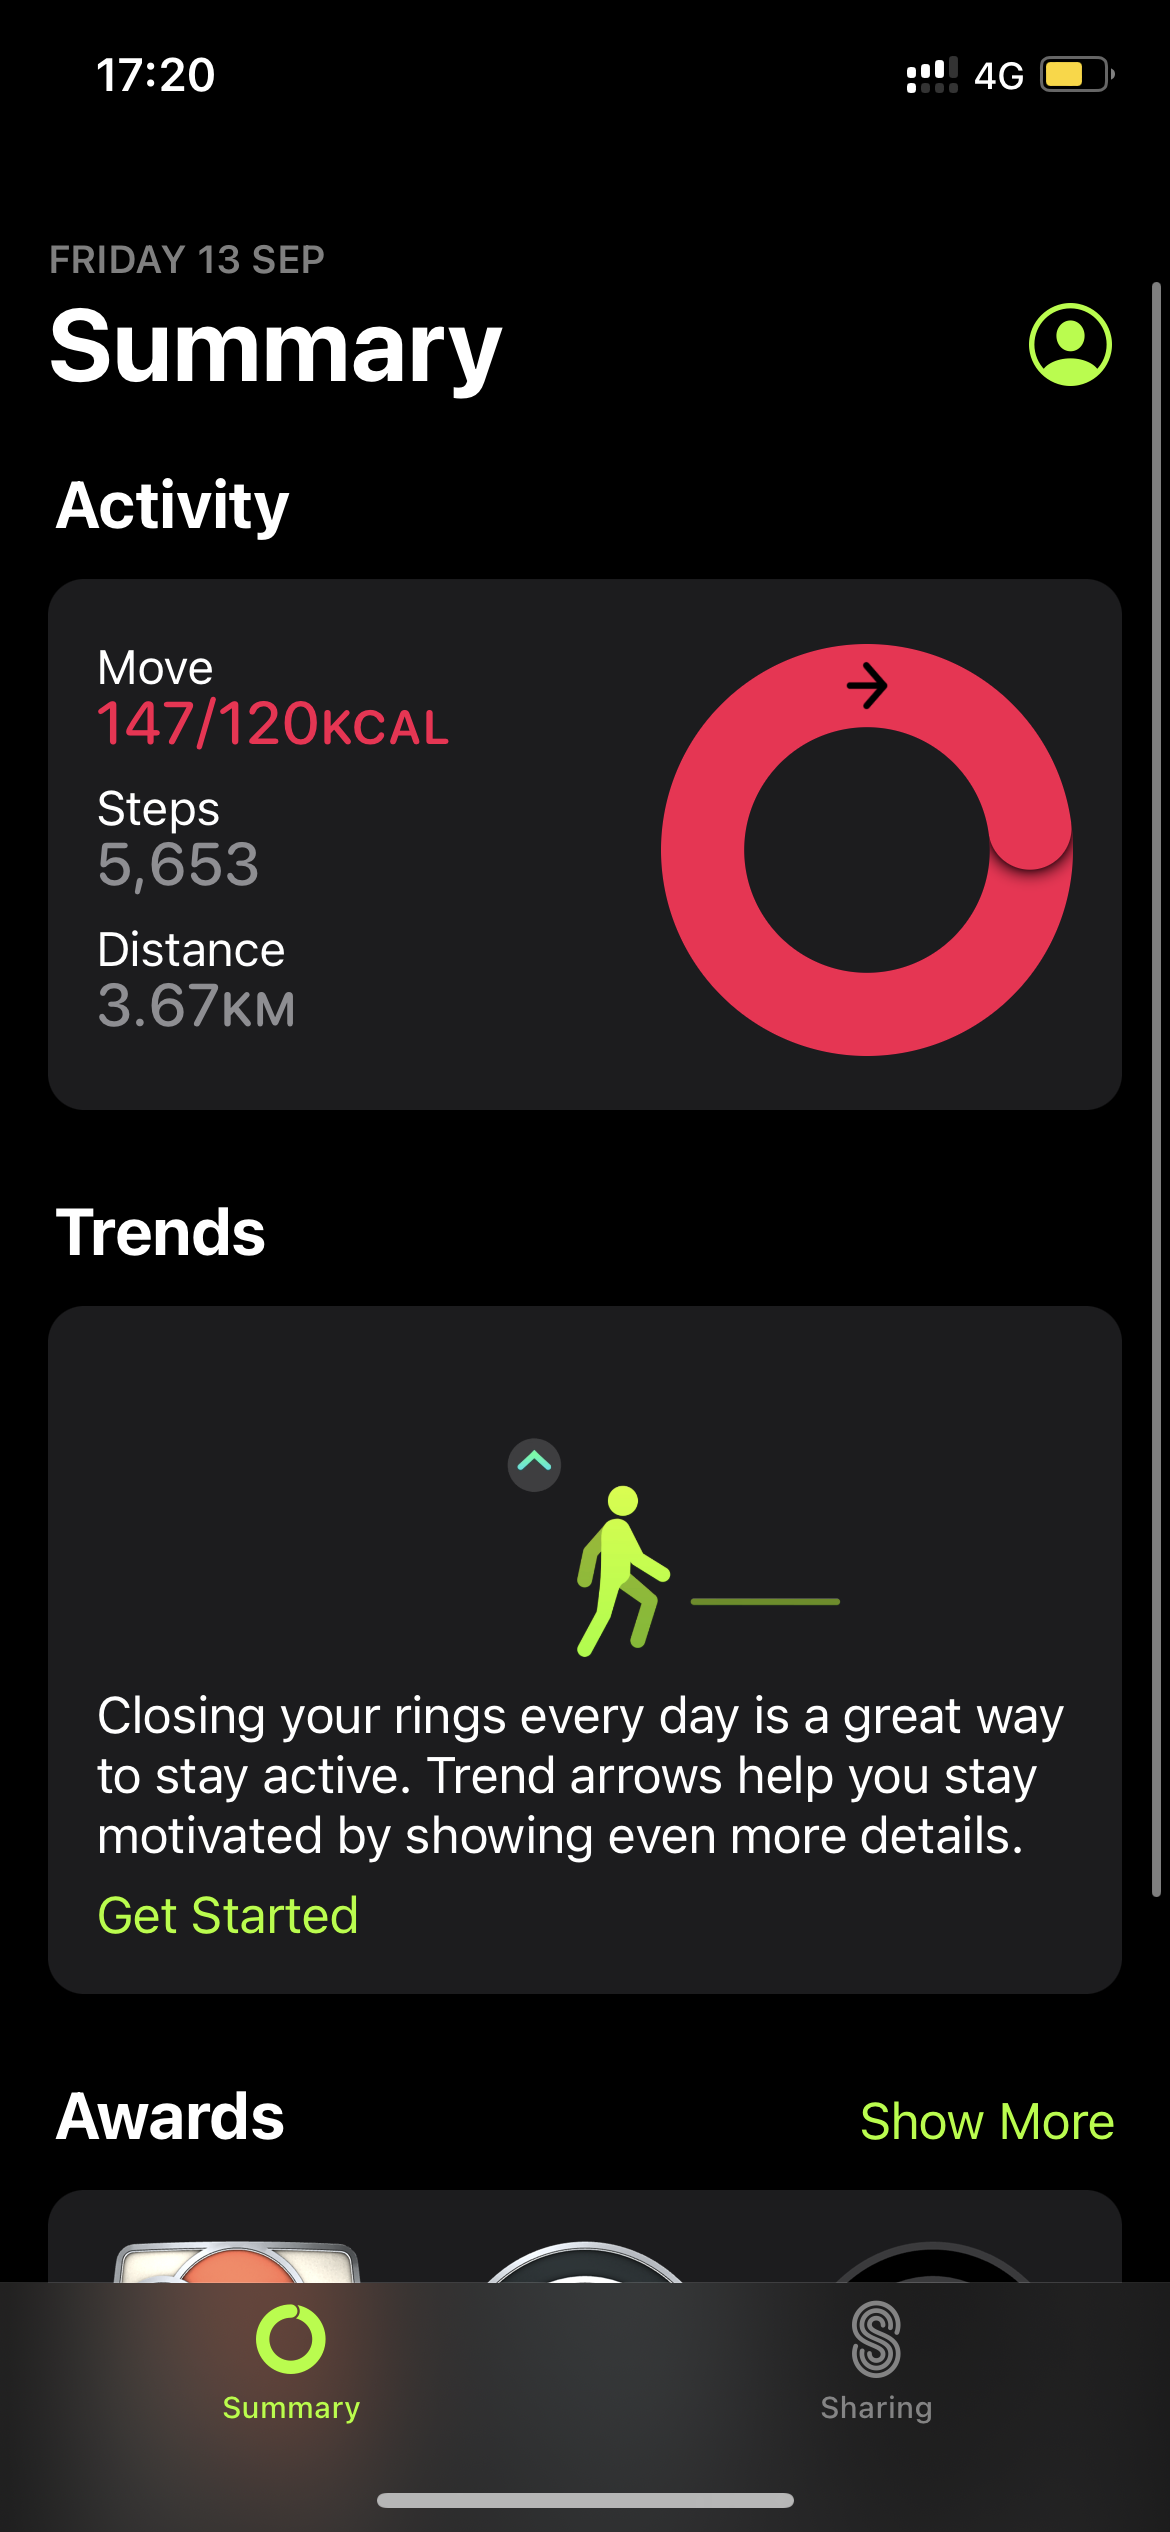 17:20
4G
FRIDAY 13 SEP
Summary
Activity
Move
147/120KCAL
Steps
5,653
Distance
3.67KM
Trends
Closing your rings every day is a great way
to stay active. Trend arrows help you stay
motivated by showing even more details.
Get Started
Awards
Show More
Summary
Sharing